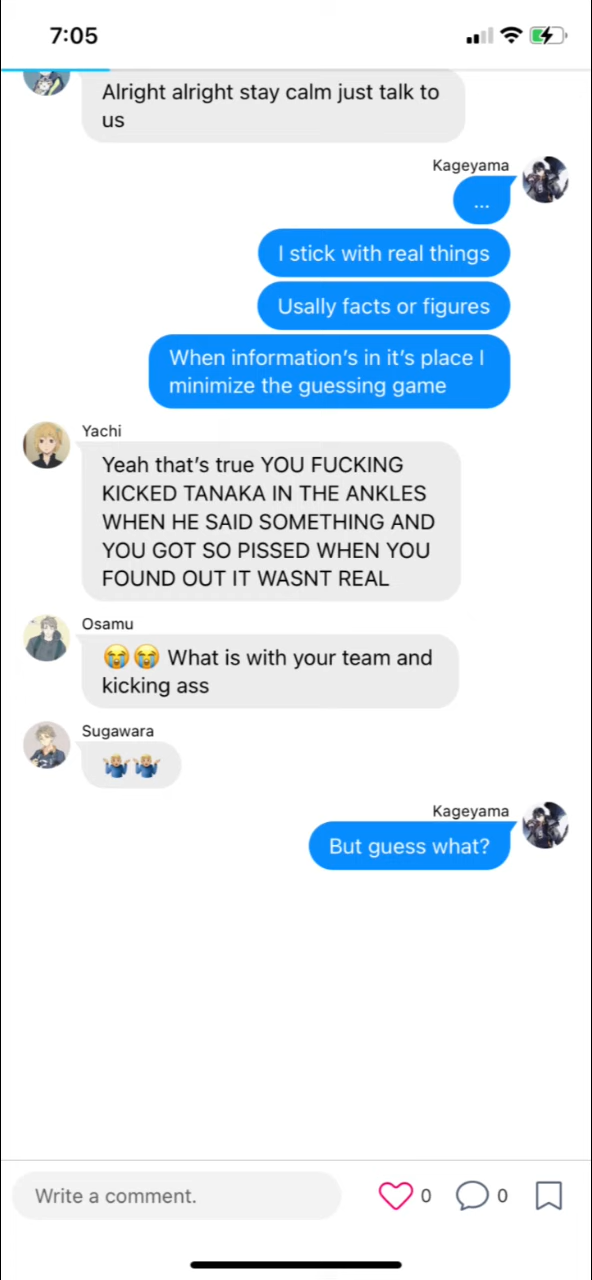 7:05
Alright alright stay calm just talk to
us
Kageyama
...
I stick with real things
Usally facts or figures
When information's in it's place I
minimize the guessing game
Yachi
Yeah that's true YOU FUCKING
KICKED TANAKA IN THE ANKLES
WHEN HE SAID SOMETHING AND
YOU GOT SO PISSED WHEN YOU
FOUND OUT IT WASNT REAL
Osamu
😭😭 What is with your team and
kicking ass
Sugawara
🤷🏼‍♂️🤷🏼‍♂️
Kageyama
But guess what?
Write a comment.
0
0